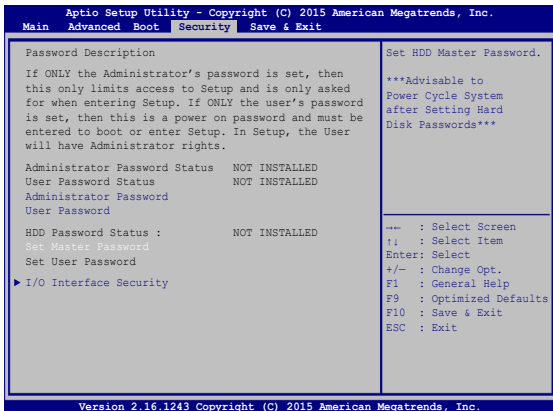 Aptio Setup Utility - Copyright (C) 2015 American Megatrends, Inc.
Main Advanced Boot Security Save & Exit
Password Description
If ONLY the Administrator's password is set, then
this only limits access to Setup and is only asked
for when entering Setup. If ONLY the user's password
is set, then this is a power on password and must be
entered to boot or enter Setup. In Setup, the User
will have Administrator rights.
Administrator Password Status NOT INSTALLED
User Password Status NOT INSTALLED
Administrator Password
User Password
HDD Password Status : NOT INSTALLED
Set Master Password
Set User Password
▶ I/O Interface Security
Set HDD Master Password.
***Advisable to
Power Cycle System
after Setting Hard
Disk Passwords***
→← : Select Screen
↑↓ : Select Item
Enter: Select
+/— : Change Opt.
F1 : General Help
F9 : Optimized Defaults
F10 : Save & Exit
ESC : Exit
Version 2.16.1243 Copyright (C) 2015 American Megatrends, Inc.